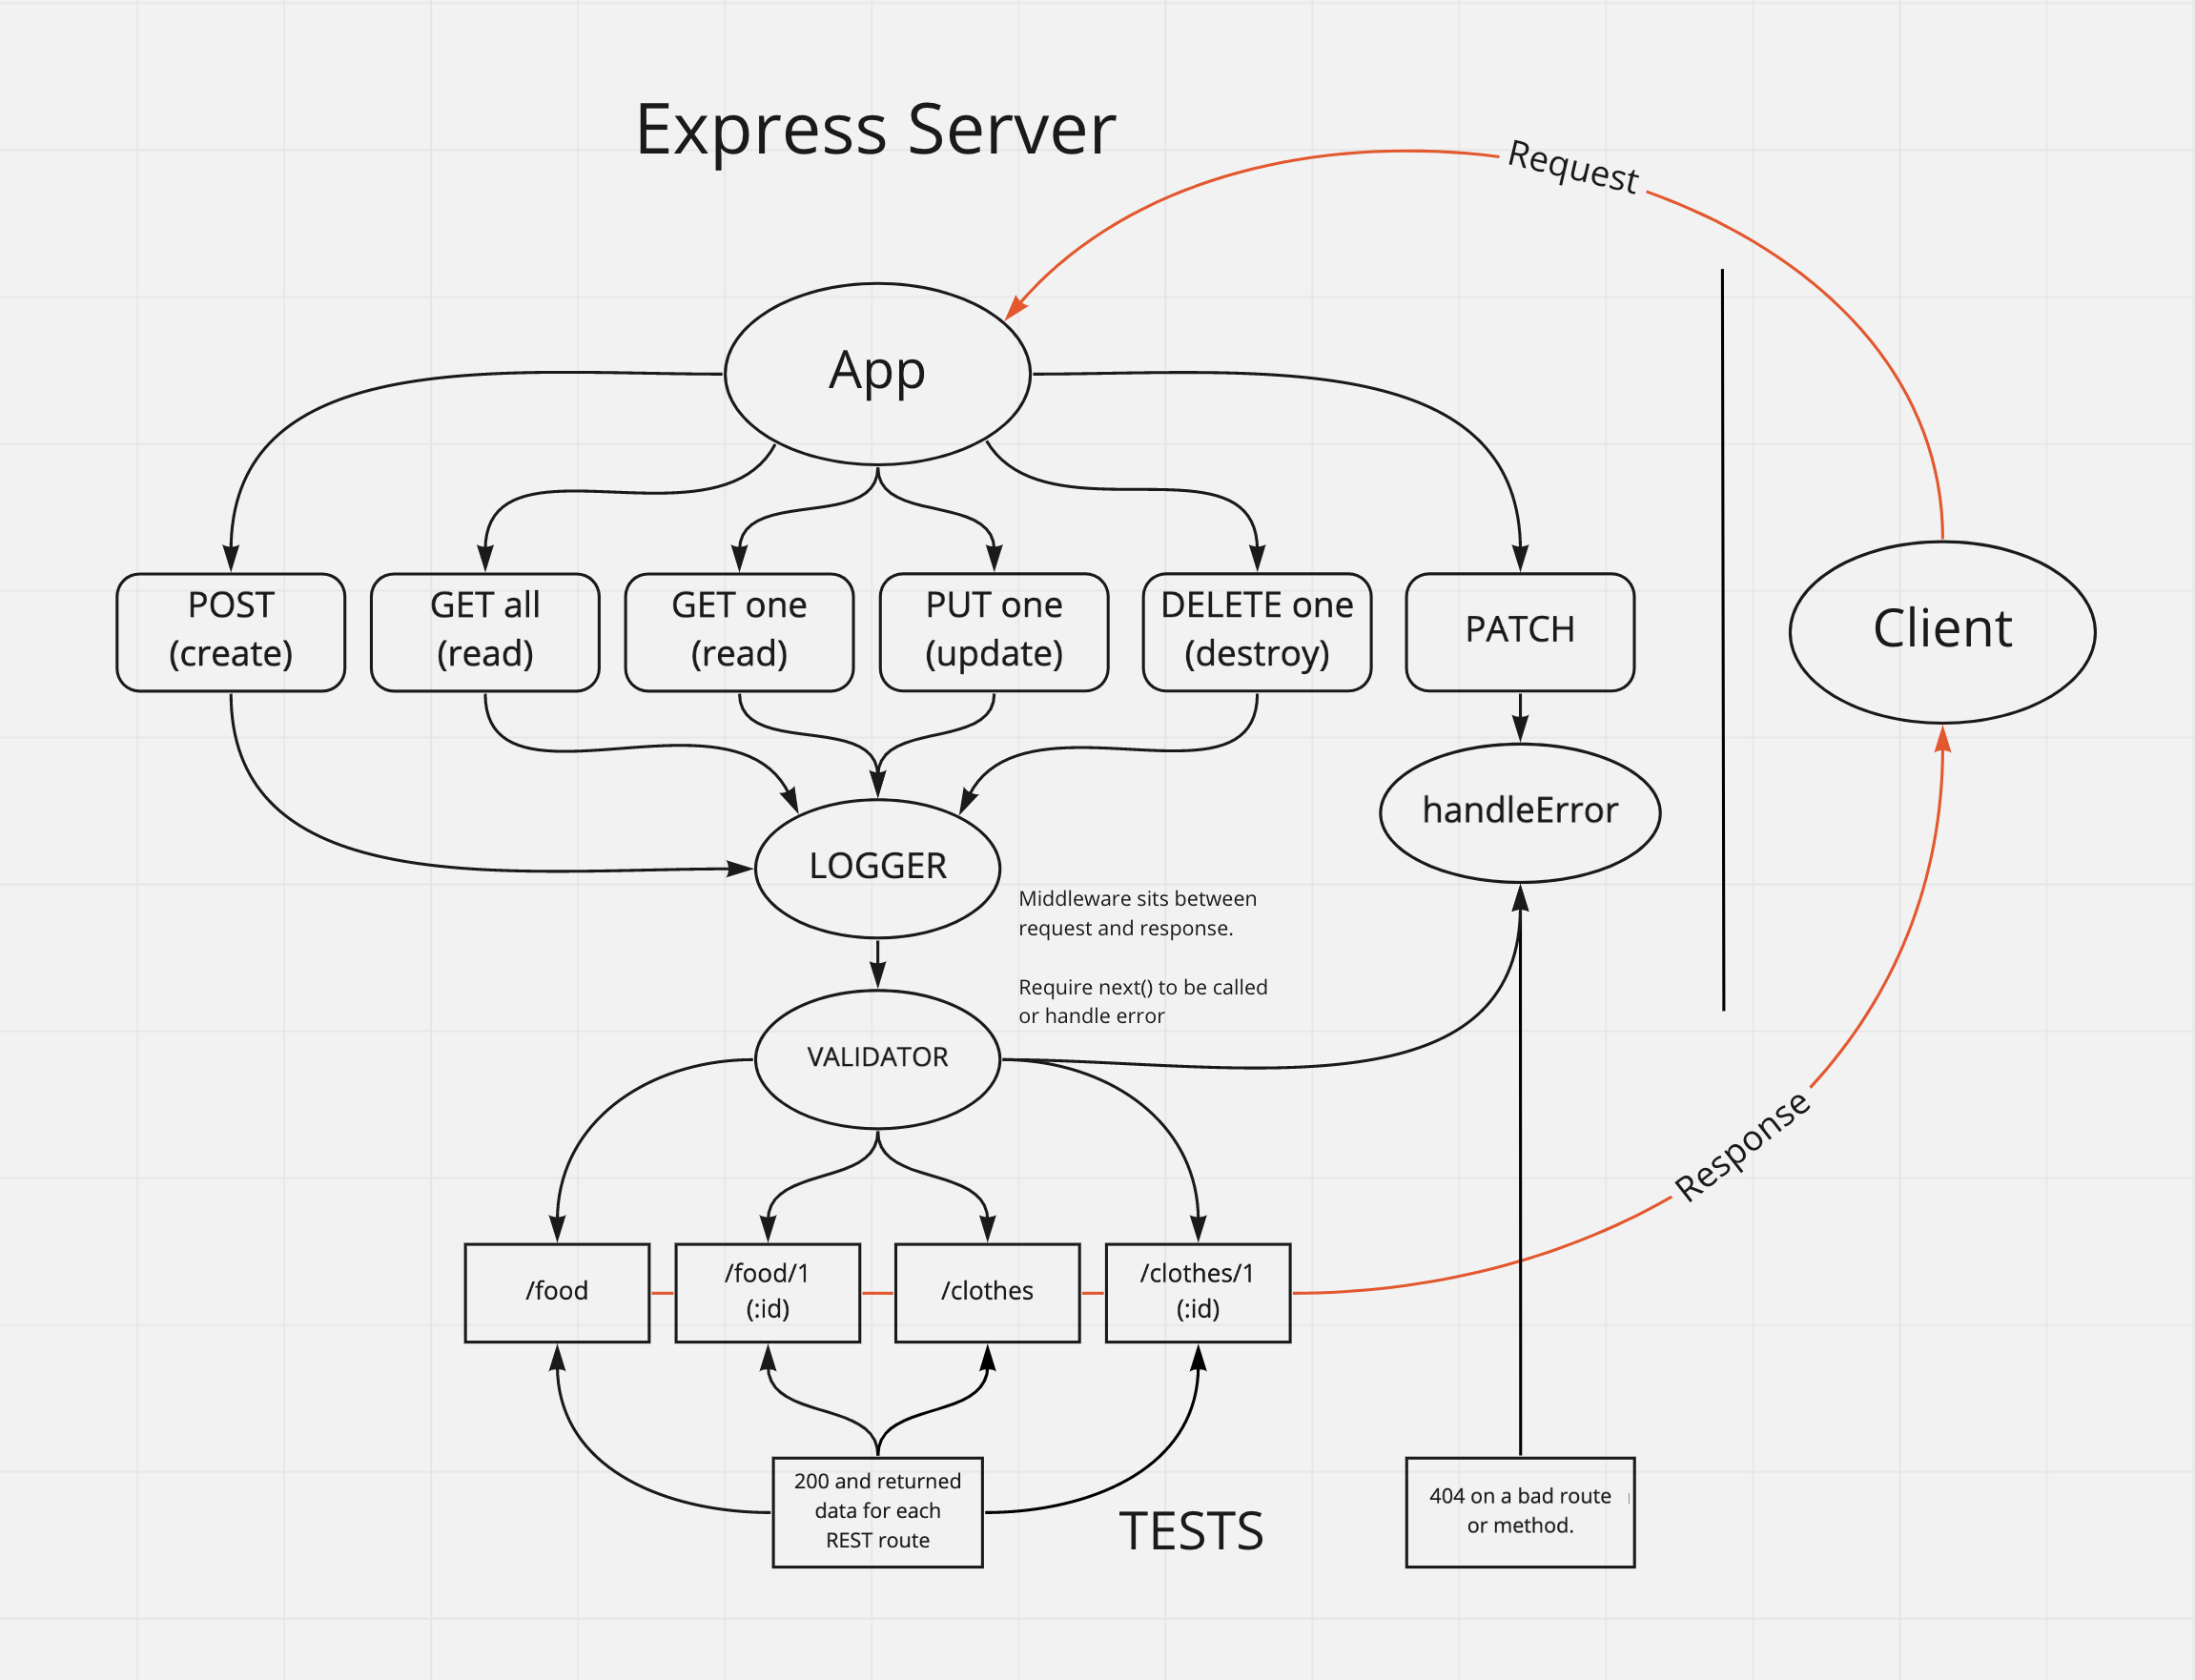 Express Server
Request
App
POST
(create)
GET all
(read)
GET one
(read)
PUT one
(update)
DELETE one
(destroy)
PATCH
Client
handleError
LOGGER
Middleware sits between
request and response.
Require next() to be called
or handle error
VALIDATOR
Response
/food
/food/1
(:id)
/clothes
/clothes/1
(:id)
200 and returned
data for each
REST route
TESTS
404 on a bad route
or method.